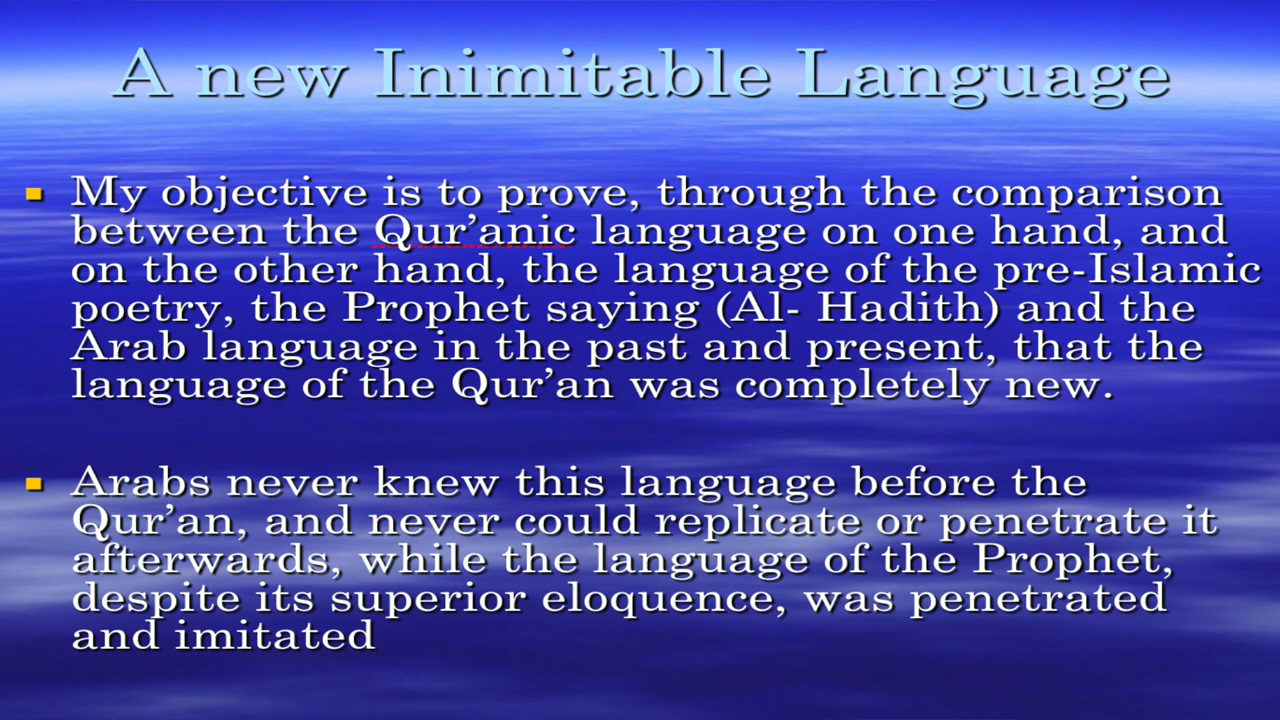 A new Inimitable Language
My objective is to prove, through the comparison
between the Qur’anic language on one hand, and
on the other hand, the language of the pre-Islamic
poetry, the Prophet saying (Al- Hadith) and the
Arab language in the past and present, that the
language of the Qur’an was completely new.
Arabs never knew this language before the
Qur’an, and never could replicate or penetrate it
afterwards, while the language of the Prophet,
despite its superior eloquence, was penetrated
and imitated